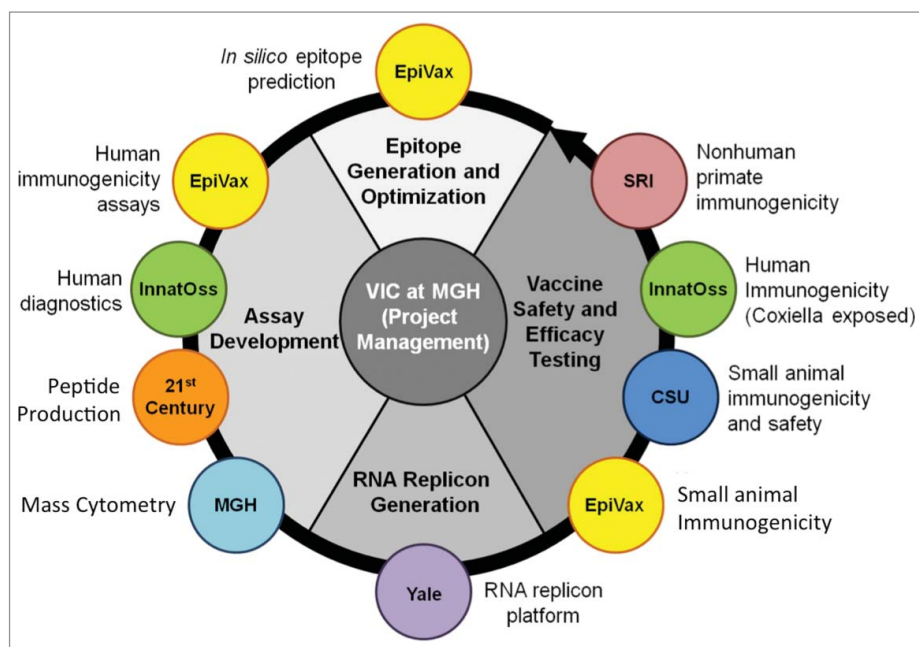 In silico epitope
prediction
EpiVax
Human
immunogenicity
assays
EpiVax
Epitope
Generation and
Optimization
SRI
Nonhuman
primate
immunogenicity
Human
diagnostics
InnatOss
Assay
Development
VIC at MGH
(Project
Management)
Vaccine
Safety and
Efficacy
Testing
InnatOss
Human
Immunogenicity
(Coxiella exposed)
Peptide
Production
21st
Century
CSU
Small animal
immunogenicity
and safety
Mass Cytometry
MGH
RNA Replicon
Generation
EpiVax
Small animal
Immunogenicity
Yale
RNA replicon
platform